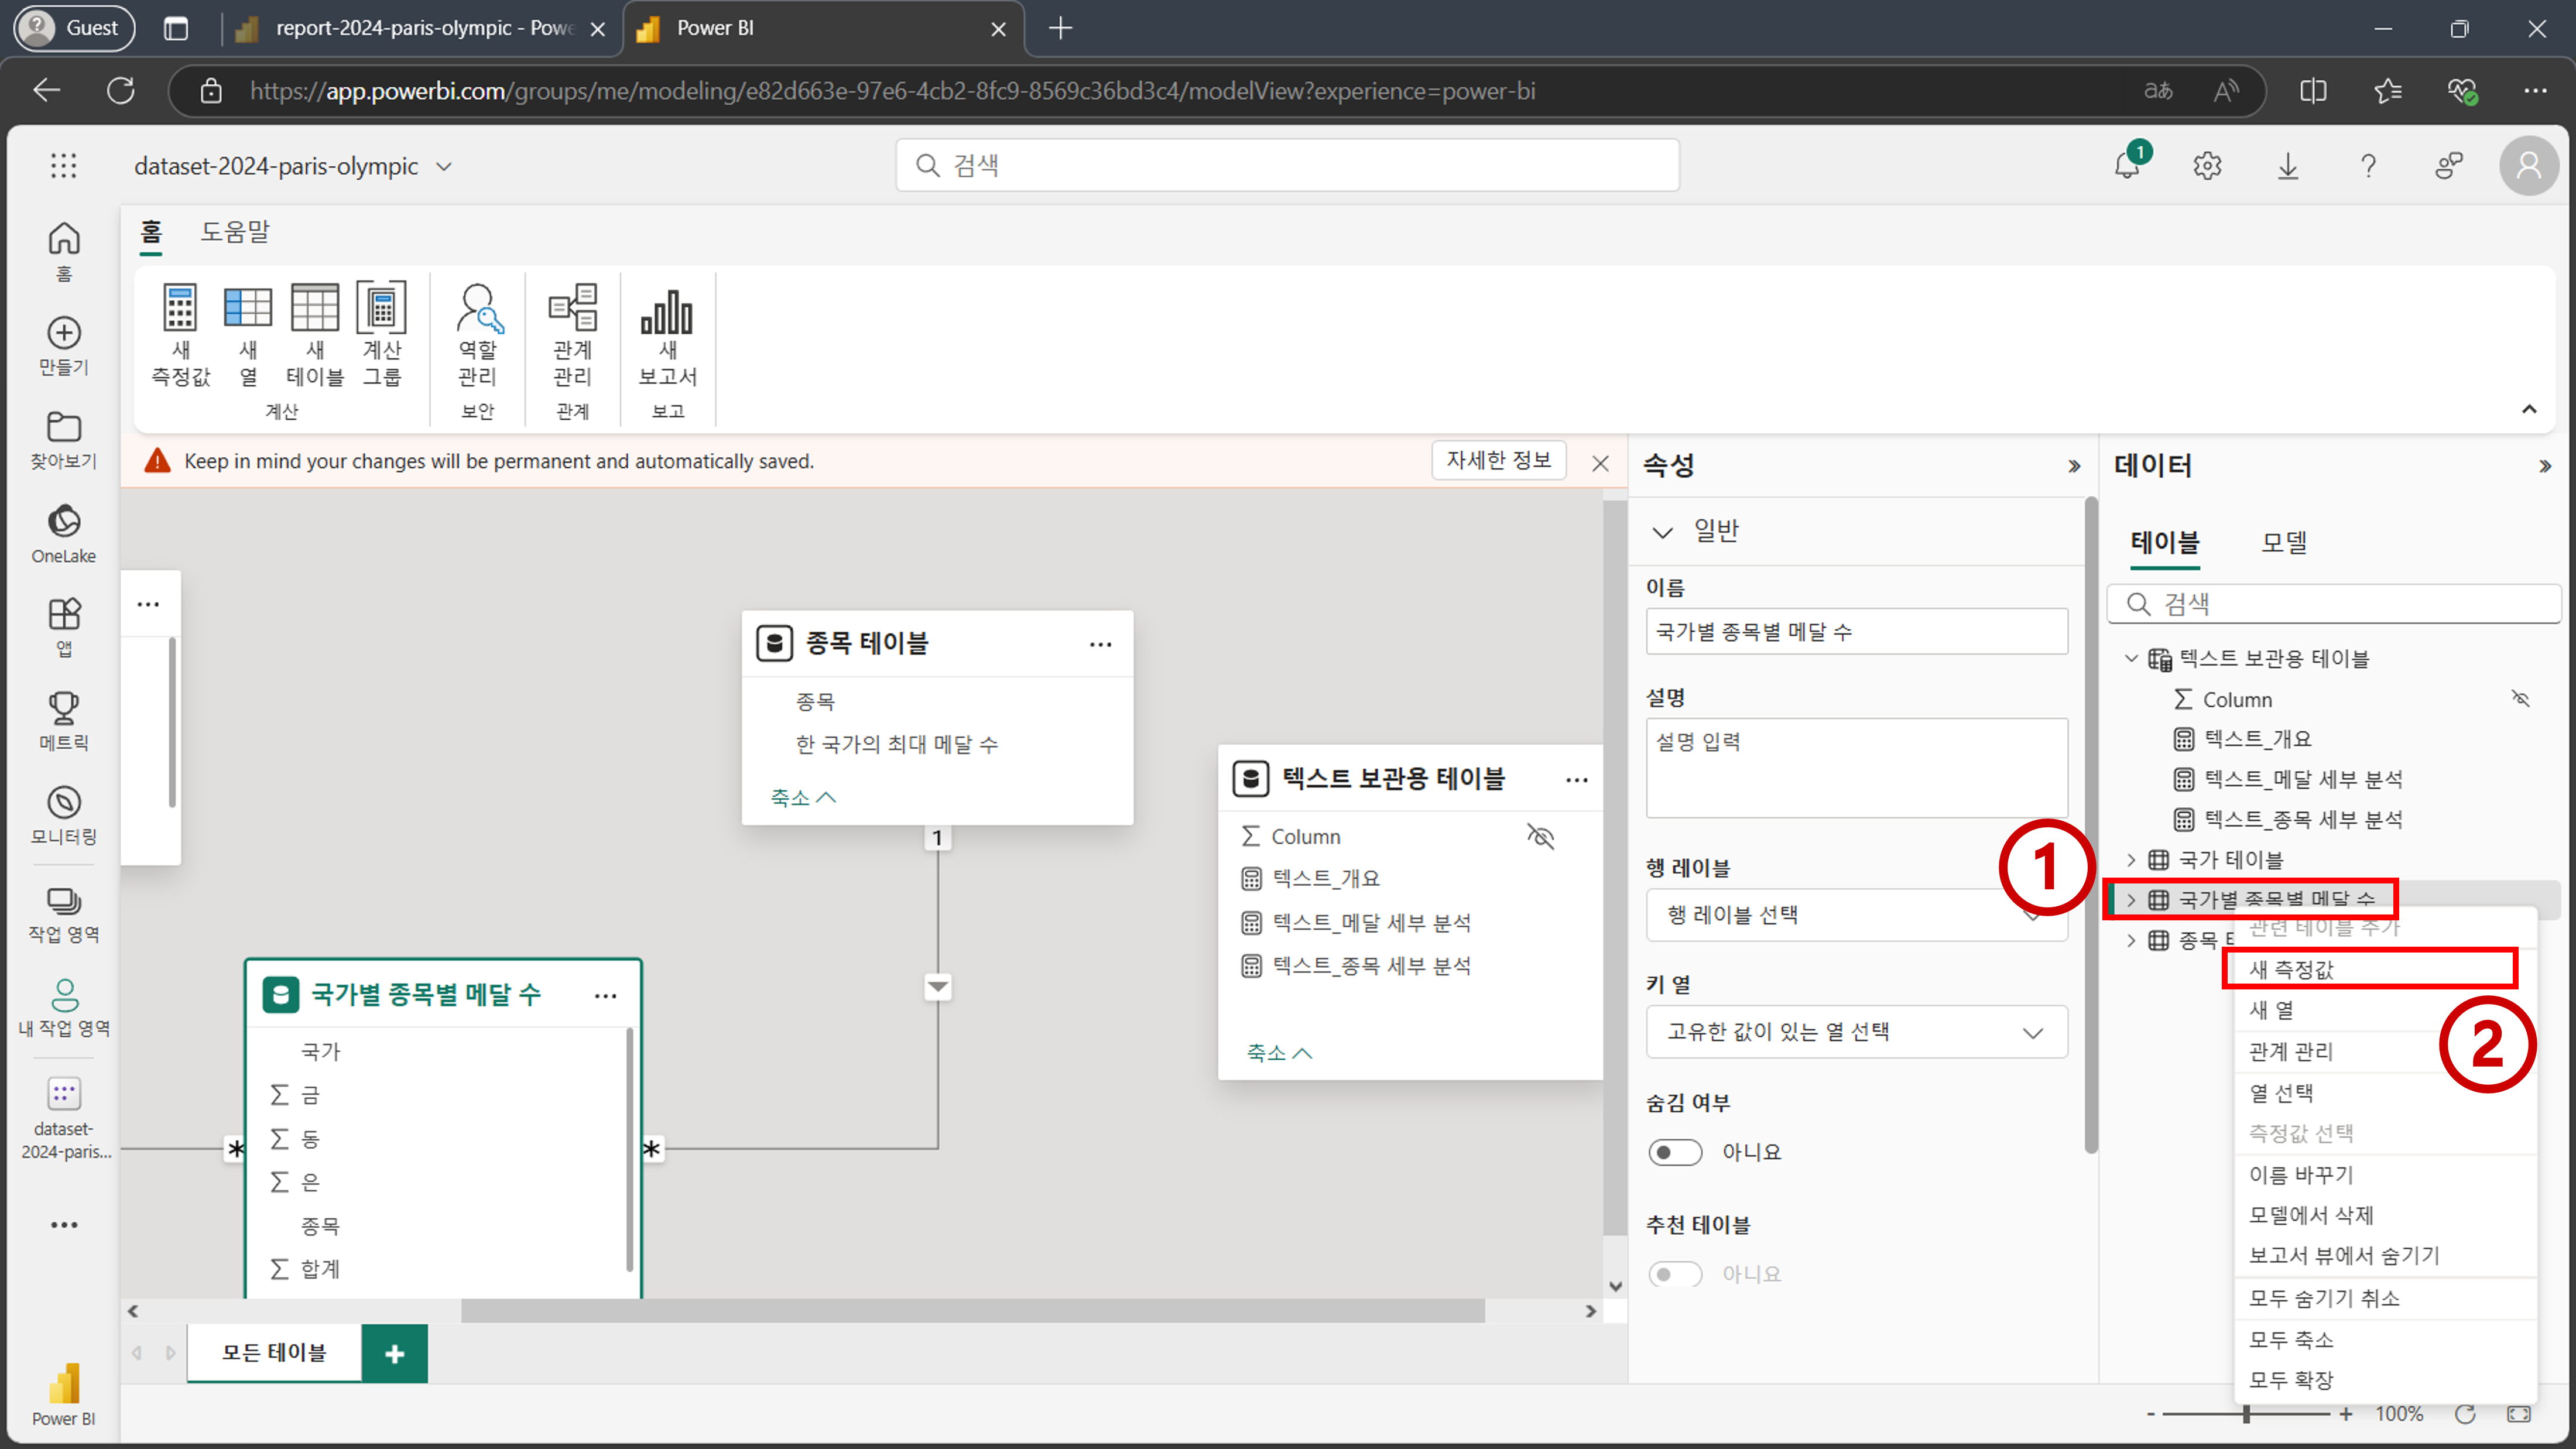 Guest
report-2024-paris-olympic - Powe
Power BI
https://app.powerbi.com/groups/me/modeling/e82d663e-97e6-4cb2-8fc9-8569c36bd3c4/modelView?experience=power-bi
dataset-2024-paris-olympic
검색
1
홈
도움말
새 측정값
새 열
새 테이블
계산 그룹
계산
역할 관리
보안
관계 관리
관계
새 보고서
보고
홈
만들기
찾아보기
OneLake
앱
메트릭
모니터링
작업 영역
내 작업 영역
dataset-
2024-paris...
Power BI
Keep in mind your changes will be permanent and automatically saved.
자세한 정보
종목 테이블
종목
한 국가의 최대 메달 수
축소
1
텍스트 보관용 테이블
Column
텍스트_개요
텍스트_메달 세부 분석
텍스트_종목 세부 분석
축소
국가별 종목별 메달 수
국가
금
동
은
종목
합계
*
*
모든 테이블
속성
일반
이름
국가별 종목별 메달 수
설명
설명 입력
행 레이블
행 레이블 선택
키 열
고유한 값이 있는 열 선택
숨김 여부
아니요
추천 테이블
아니요
데이터
테이블
모델
검색
텍스트 보관용 테이블
Column
텍스트_개요
텍스트_메달 세부 분석
텍스트_종목 세부 분석
국가 테이블
1
국가별 종목별 메달 수
종목
관련 테이블 추가
새 측정값
새 열
2
관계 관리
열 선택
측정값 선택
이름 바꾸기
모델에서 삭제
보고서 뷰에서 숨기기
모두 숨기기 취소
모두 축소
모두 확장
- + 100%